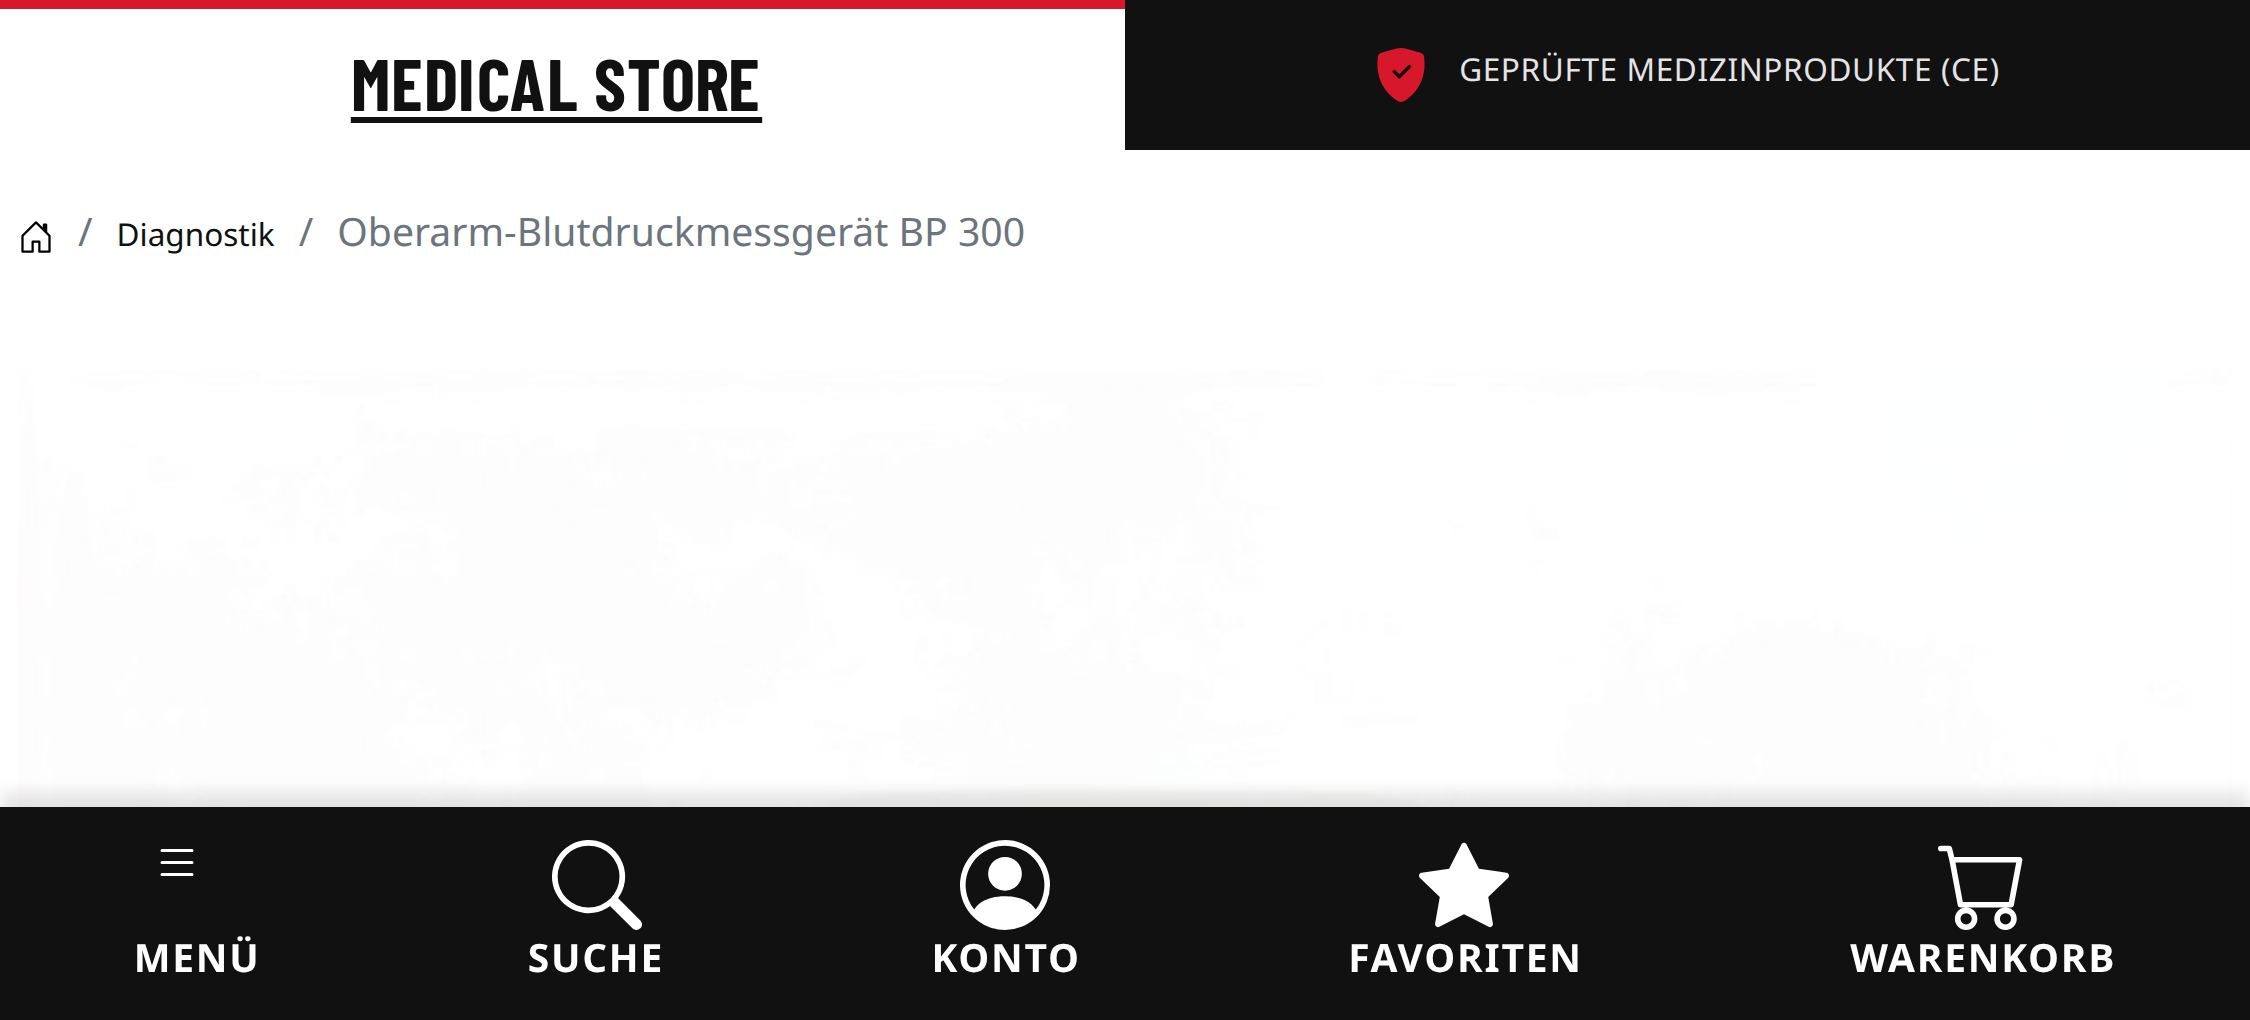 MEDICAL STORE
GEPRÜFTE MEDIZINPRODUKTE (CE)
/ Diagnostik / Oberarm-Blutdruckmessgerät BP 300
MENÜ SUCHE KONTO FAVORITEN WARENKORB